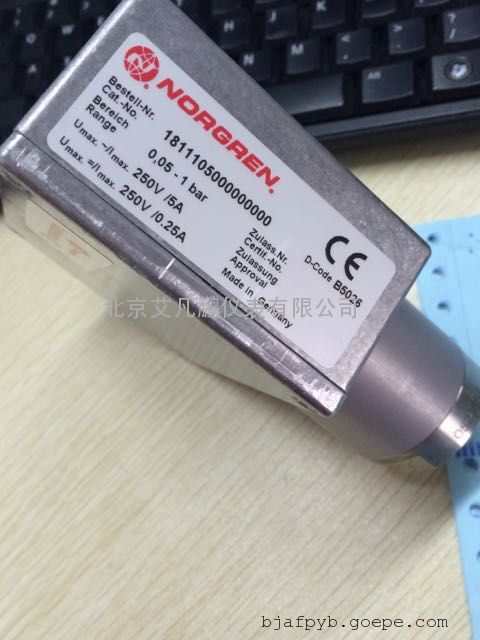 NORGREN®
Bestell-Nr.
Cat.-No. 1811105000000000
Bereich
Range 0,05 - 1 bar
Umax. ~/Imax. 250V /5A
Umax. =/Imax. 250V /0.25A
Zulass.Nr.
Certif.-No.
Zulassung
Approval
Made in Germany
CE
D-Code B5026
北京艾凡鹏仪表有限公司
bjafpyb.goepe.com